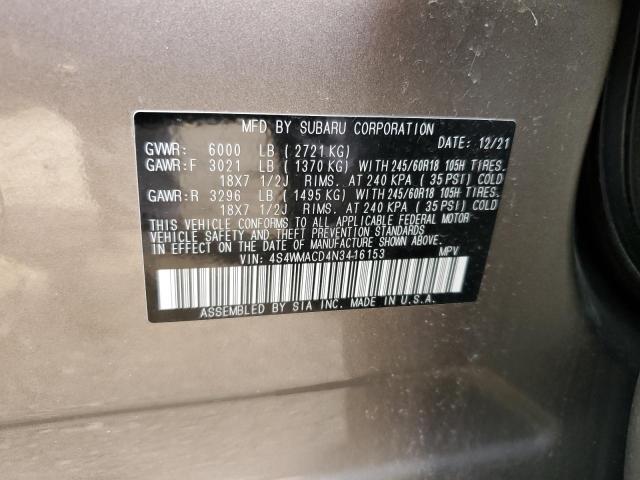 MFD BY SUBARU CORPORATION DATE: 12/21
GVWR: 6000 LB (2721 KG)
GAWR:F 3021 LB (1370 KG) WITH 245/60R18 105H TIRES.
18X7 1/2J RIMS. AT 240 KPA (35 PSI) COLD
GAWR:R 3296 LB (1495 KG) WITH 245/60R18 105H TIRES.
18X7 1/2J RIMS. AT 240 KPA (35 PSI) COLD
THIS VEHICLE CONFORMS TO ALL APPLICABLE FEDERAL MOTOR
VEHICLE SAFETY AND THEFT PREVENTION STANDARDS
IN EFFECT ON THE DATE OF MANUFACTURE SHOWN ABOVE.
VIN: 4S4WMACD4N3416153 MPV
ASSEMBLED BY SIA INC. MADE IN U.S.A.